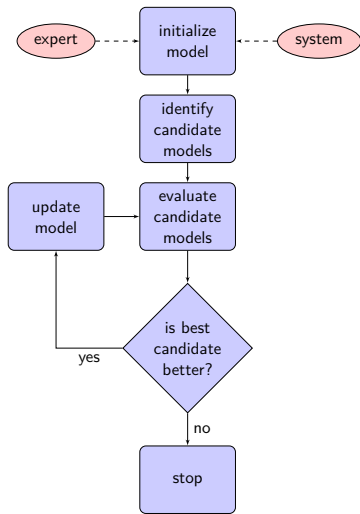 expert
initialize
model
system
identify
candidate
models
update
model
evaluate
candidate
models
is best
candidate
better?
yes
no
stop